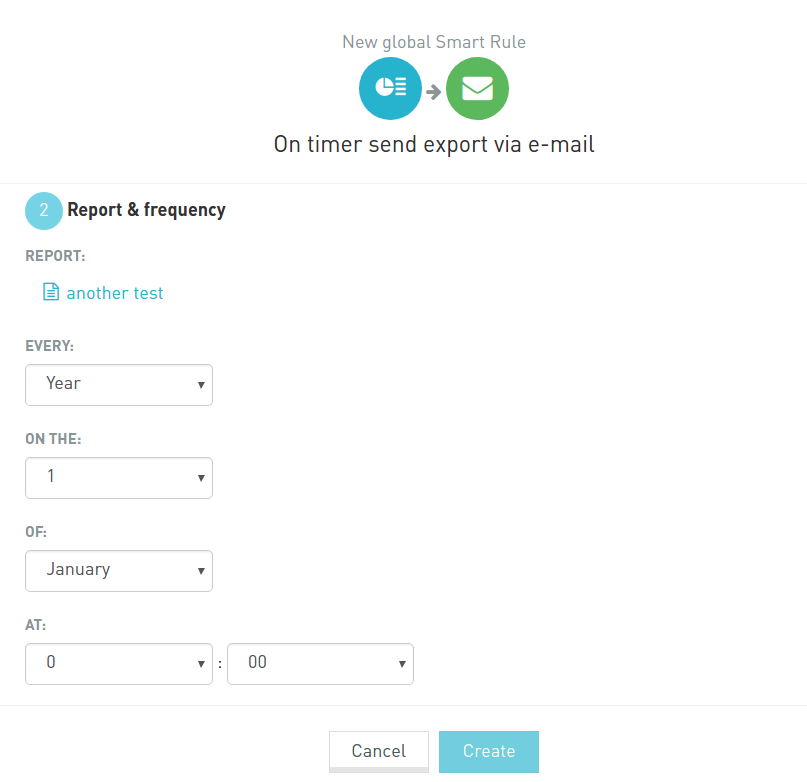 New global Smart Rule
On timer send export via e-mail
2 Report & frequency
REPORT:
another test
EVERY:
Year
ON THE:
1
OF:
January
AT:
0 : 00
Cancel Create